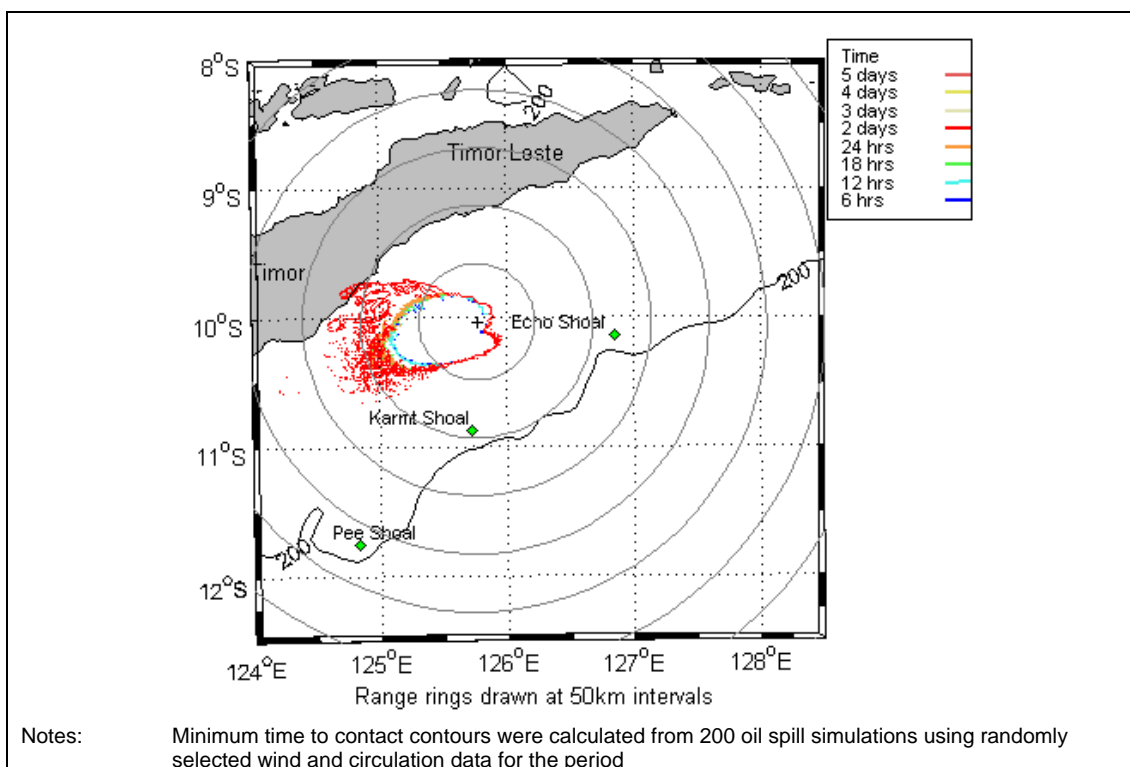 Time
5 days
4 days
3 days
2 days
24 hrs
18 hrs
12 hrs
6 hrs
8°S
200
Timor Leste
9°S
Timor
200
10°S
Echo Shoal
Karmt Shoal
11°S
Pee Shoal
200
12°S
124°E
125°E
126°E
127°E
128°E
Range rings drawn at 50km intervals
Notes: Minimum time to contact contours were calculated from 200 oil spill simulations using randomly
selected wind and circulation data for the period